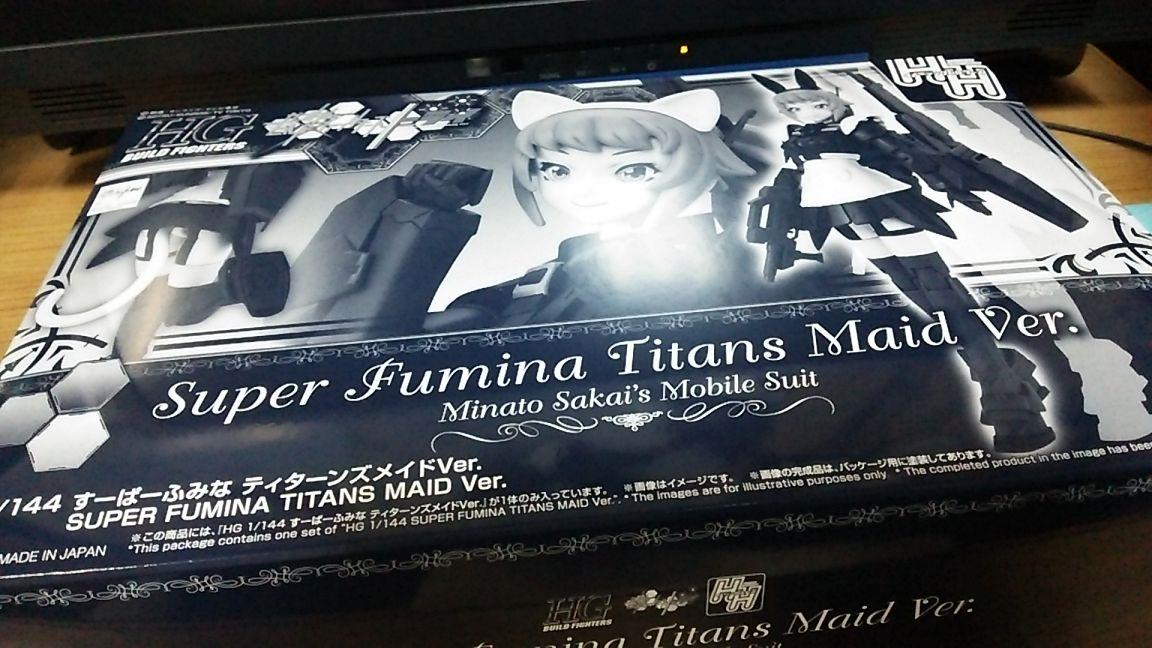 HG
BUILD FIGHTERS
HH
Super Fumina Titans Maid Ver.
Minato Sakai's Mobile Suit
/144 すーぱーふみな ティターンズメイドVer.
SUPER FUMINA TITANS MAID Ver.
※この商品には、「HG 1/144 すーぱーふみな ティターンズメイドVer.」が1体のみ入っています。 ※画像はイメージです。 ※画像の完成品は、パッケージ用に塗装してあります。
*This package contains one set of "HG 1/144 SUPER FUMINA TITANS MAID Ver.". *The images are for illustrative purposes only *The completed product in the image has been
MADE IN JAPAN
HG
BUILD FIGHTERS
HH
Titans Maid Ver.